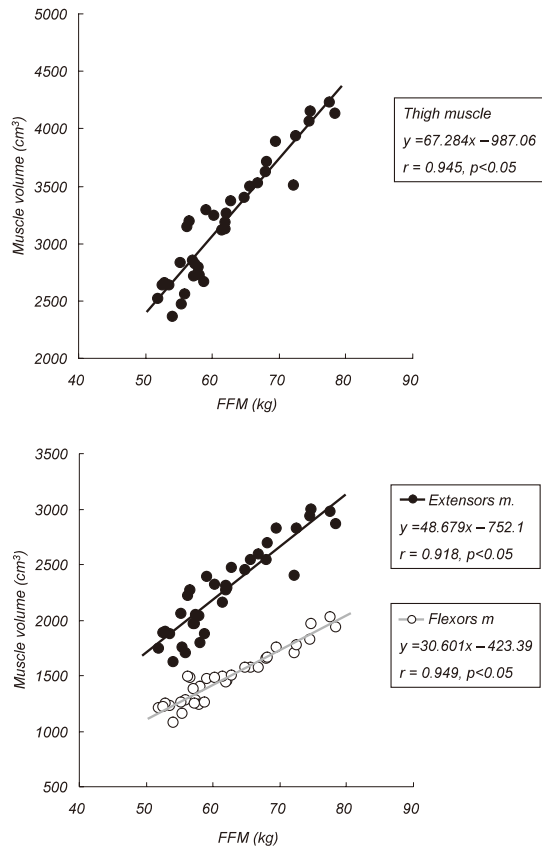 5000
4500
4000
3500
3000
2500
2000
Muscle volume (cm³)
40 50 60 70 80 90
FFM (kg)
Thigh muscle
y =67.284x −987.06
r = 0.945, p<0.05
3500
3000
2500
2000
1500
1000
500
Muscle volume (cm³)
40 50 60 70 80 90
FFM (kg)
Extensors m.
y =48.679x −752.1
r = 0.918, p<0.05
Flexors m
y =30.601x −423.39
r = 0.949, p<0.05